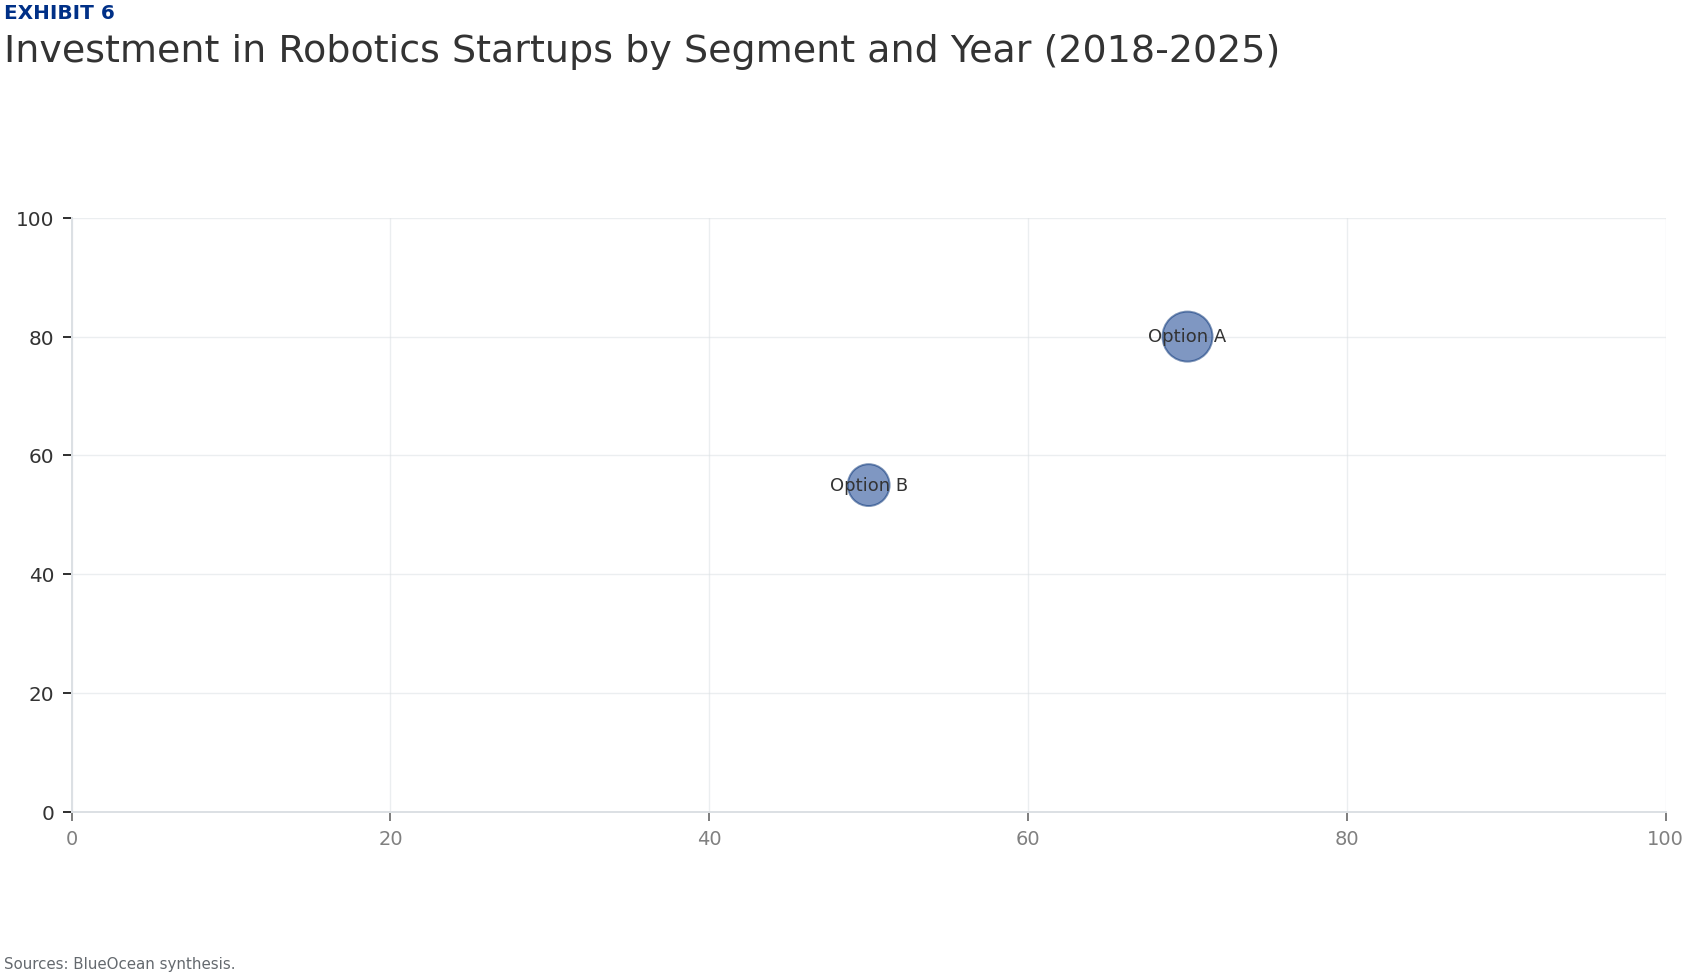 EXHIBIT 6
Investment in Robotics Startups by Segment and Year (2018-2025)
100
80
60
40
20
0
Option A
Option B
0 20 40 60 80 100
Sources: BlueOcean synthesis.